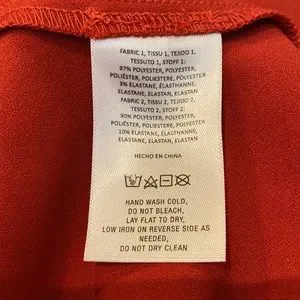 FABRIC 1, TISSU 1, TEJIDO 1,
TESSUTO 1, STOFF 1:
97% POLYESTER, POLYESTER,
POLIÉSTER, POLIESTERE, POLYESTER
3% ELASTANE, ÉLASTHANNE,
ELASTANE, ELASTAN, ELASTAN
FABRIC 2, TISSU 2, TEJIDO 2,
TESSUTO 2, STOFF 2:
90% POLYESTER, POLYESTER,
POLIÉSTER, POLIESTERE, POLYESTER
10% ELASTANE, ÉLASTHANNE,
ELASTANE, ELASTAN, ELASTAN
HECHO EN CHINA
HAND WASH COLD,
DO NOT BLEACH,
LAY FLAT TO DRY,
LOW IRON ON REVERSE SIDE AS
NEEDED,
DO NOT DRY CLEAN